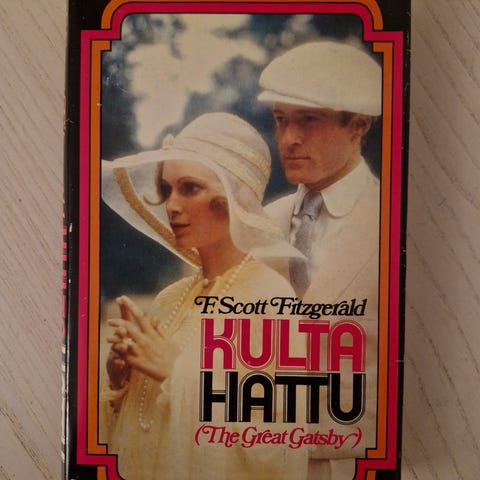 F. Scott Fitzgerald
KULTA
HATTU
(The Great Gatsby)